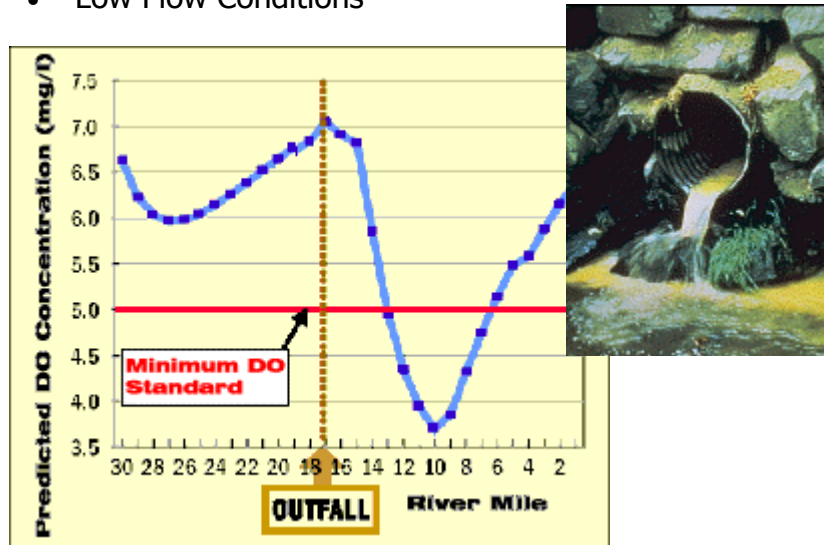 • Low Flow Conditions
Predicted DO Concentration (mg/l)
7.5
7.0
6.5
6.0
5.5
5.0
4.5
4.0
3.5
Minimum DO
Standard
30 28 26 24 22 20 18 16 14 12 10 8 6 4 2
OUTFALL
River Mile